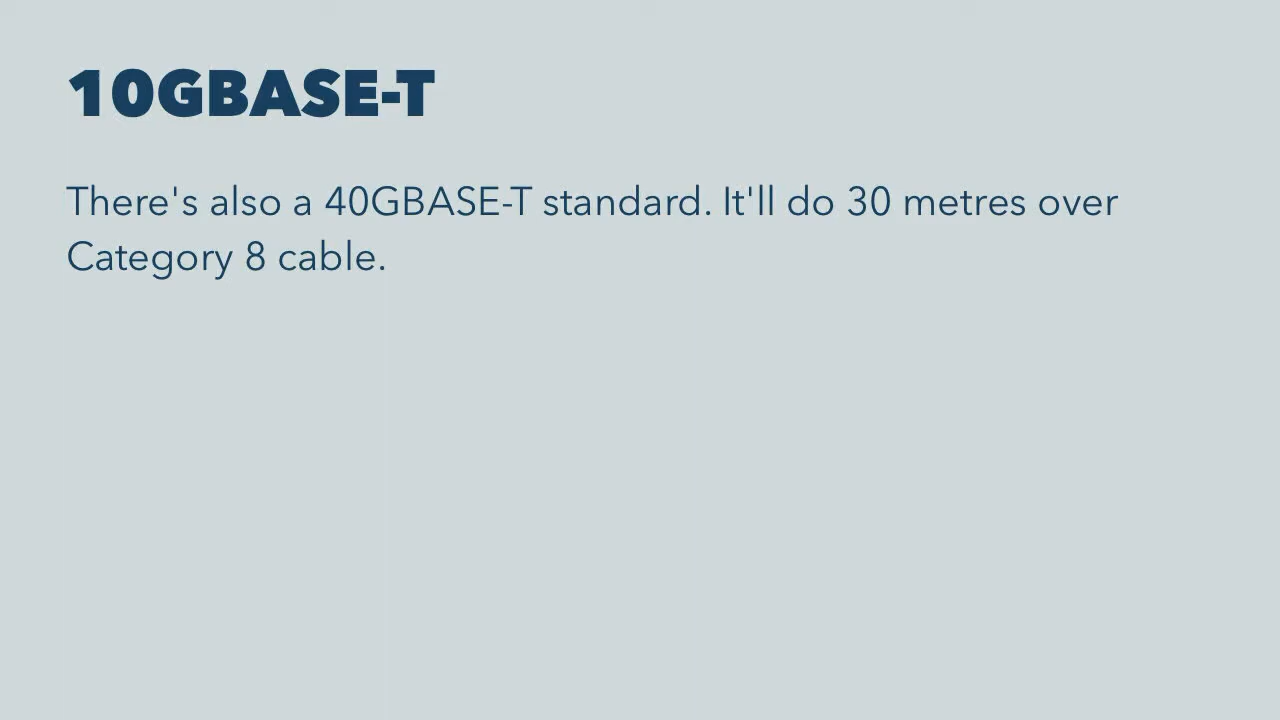 10GBASE-T
There's also a 40GBASE-T standard. It'll do 30 metres over
Category 8 cable.